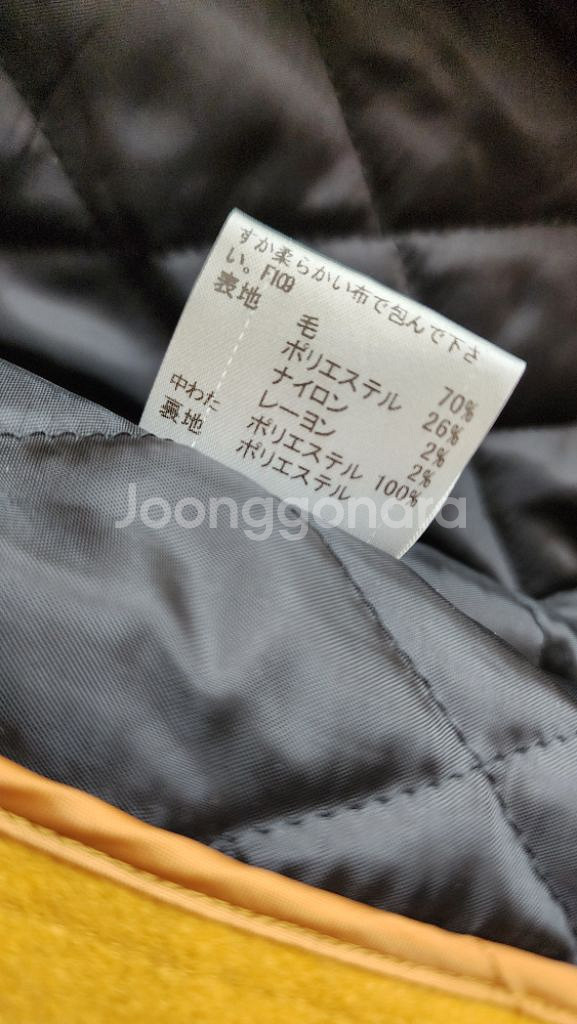 すか柔らかい布で包んで下さ
い。F109
表地
毛 70%
ポリエステル 26%
ナイロン 2%
レーヨン 2%
中わた ポリエステル 100%
裏地 ポリエステル
Joonggonara